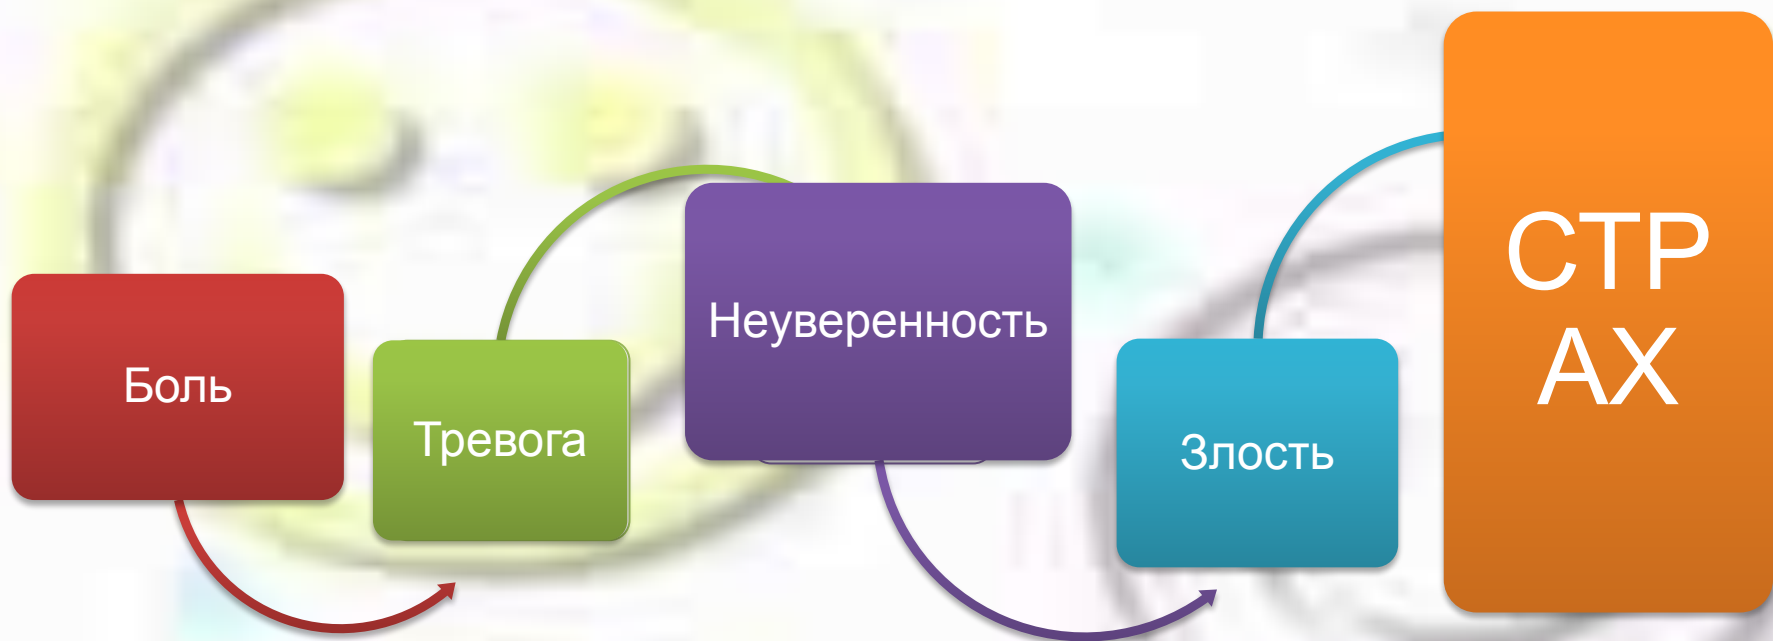 Боль
Тревога
Неуверенность
Злость
СТР
АХ